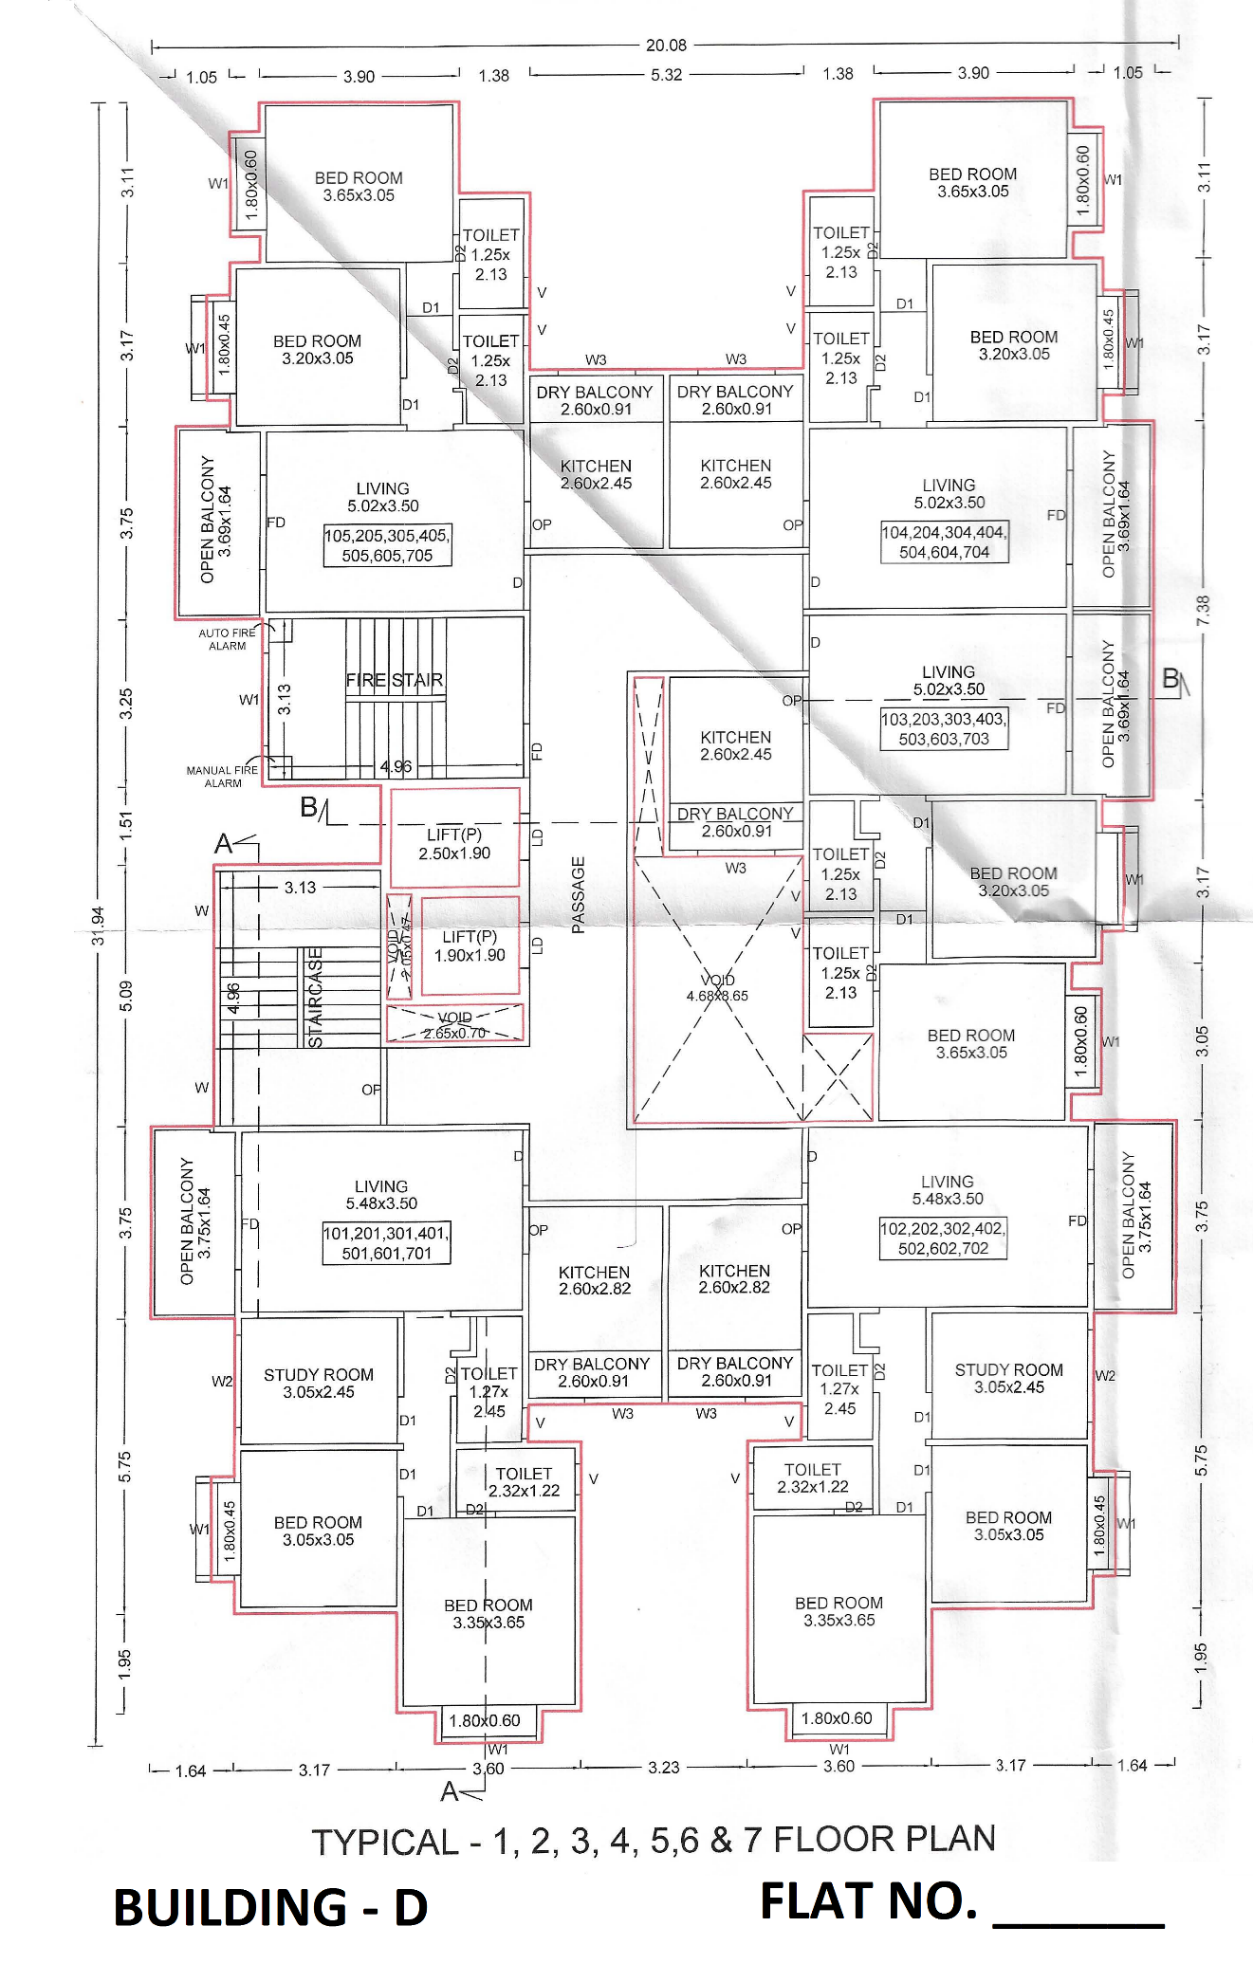 20.08
1.05 3.90 1.38 5.32 1.38 3.90 1.05
3.11
1.80x0.60
W1
BED ROOM
3.65x3.05
TOILET
1.25x
2.13
D2
V
BED ROOM
3.65x3.05
TOILET
1.25x
2.13
D2
V
1.80x0.60
W1
3.11
3.17
W1
1.80x0.45
BED ROOM
3.20x3.05
D1
D1
D2
TOILET
1.25x
2.13
V
W3
W3
V
TOILET
1.25x
2.13
D2
D1
D1
BED ROOM
3.20x3.05
1.80x0.45
W1
3.17
DRY BALCONY
2.60x0.91
DRY BALCONY
2.60x0.91
KITCHEN
2.60x2.45
KITCHEN
2.60x2.45
OP
OP
3.75
OPEN BALCONY
3.69x1.64
FD
LIVING
5.02x3.50
105,205,305,405,
505,605,705
D
LIVING
5.02x3.50
104,204,304,404,
504,604,704
D
FD
OPEN BALCONY
3.69x1.64
7.38
AUTO FIRE
ALARM
W1
3.13
FIRE STAIR
4.96
FD
MANUAL FIRE
ALARM
3.25
31.94
KITCHEN
2.60x2.45
OP
DRY BALCONY
2.60x0.91
W3
D
LIVING
5.02x3.50
103,203,303,403,
503,603,703
FD
OPEN BALCONY
3.69x1.64
B
B
A
1.51
LIFT(P)
2.50x1.90
LD
PASSAGE
3.13
W
4.96
STAIRCASE
W
OP
VOID
2.05x0.47
LIFT(P)
1.90x1.90
LD
VOID
2.65x0.70
5.09
VOID
4.68x8.65
V
V
TOILET
1.25x
2.13
D2
D1
BED ROOM
3.20x3.05
W1
3.17
TOILET
1.25x
2.13
D2
D1
BED ROOM
3.65x3.05
1.80x0.60
W1
3.05
3.75
OPEN BALCONY
3.75x1.64
FD
LIVING
5.48x3.50
101,201,301,401,
501,601,701
D
OP
KITCHEN
2.60x2.82
KITCHEN
2.60x2.82
OP
D
LIVING
5.48x3.50
102,202,302,402,
502,602,702
FD
OPEN BALCONY
3.75x1.64
3.75
DRY BALCONY
2.60x0.91
DRY BALCONY
2.60x0.91
W3
W3
W2
STUDY ROOM
3.05x2.45
D1
D2
TOILET
1.27x
2.45
V
V
TOILET
1.27x
2.45
D2
D1
STUDY ROOM
3.05x2.45
W2
5.75
W1
1.80x0.45
BED ROOM
3.05x3.05
D1
D1
D2
TOILET
2.32x1.22
V
V
TOILET
2.32x1.22
D2
D1
D1
BED ROOM
3.05x3.05
1.80x0.45
W1
5.75
1.95
BED ROOM
3.35x3.65
1.80x0.60
W1
BED ROOM
3.35x3.65
1.80x0.60
W1
1.95
1.64 3.17 3.60 3.23 3.60 3.17 1.64
A
TYPICAL - 1, 2, 3, 4, 5,6 & 7 FLOOR PLAN
BUILDING - D
FLAT NO. ______